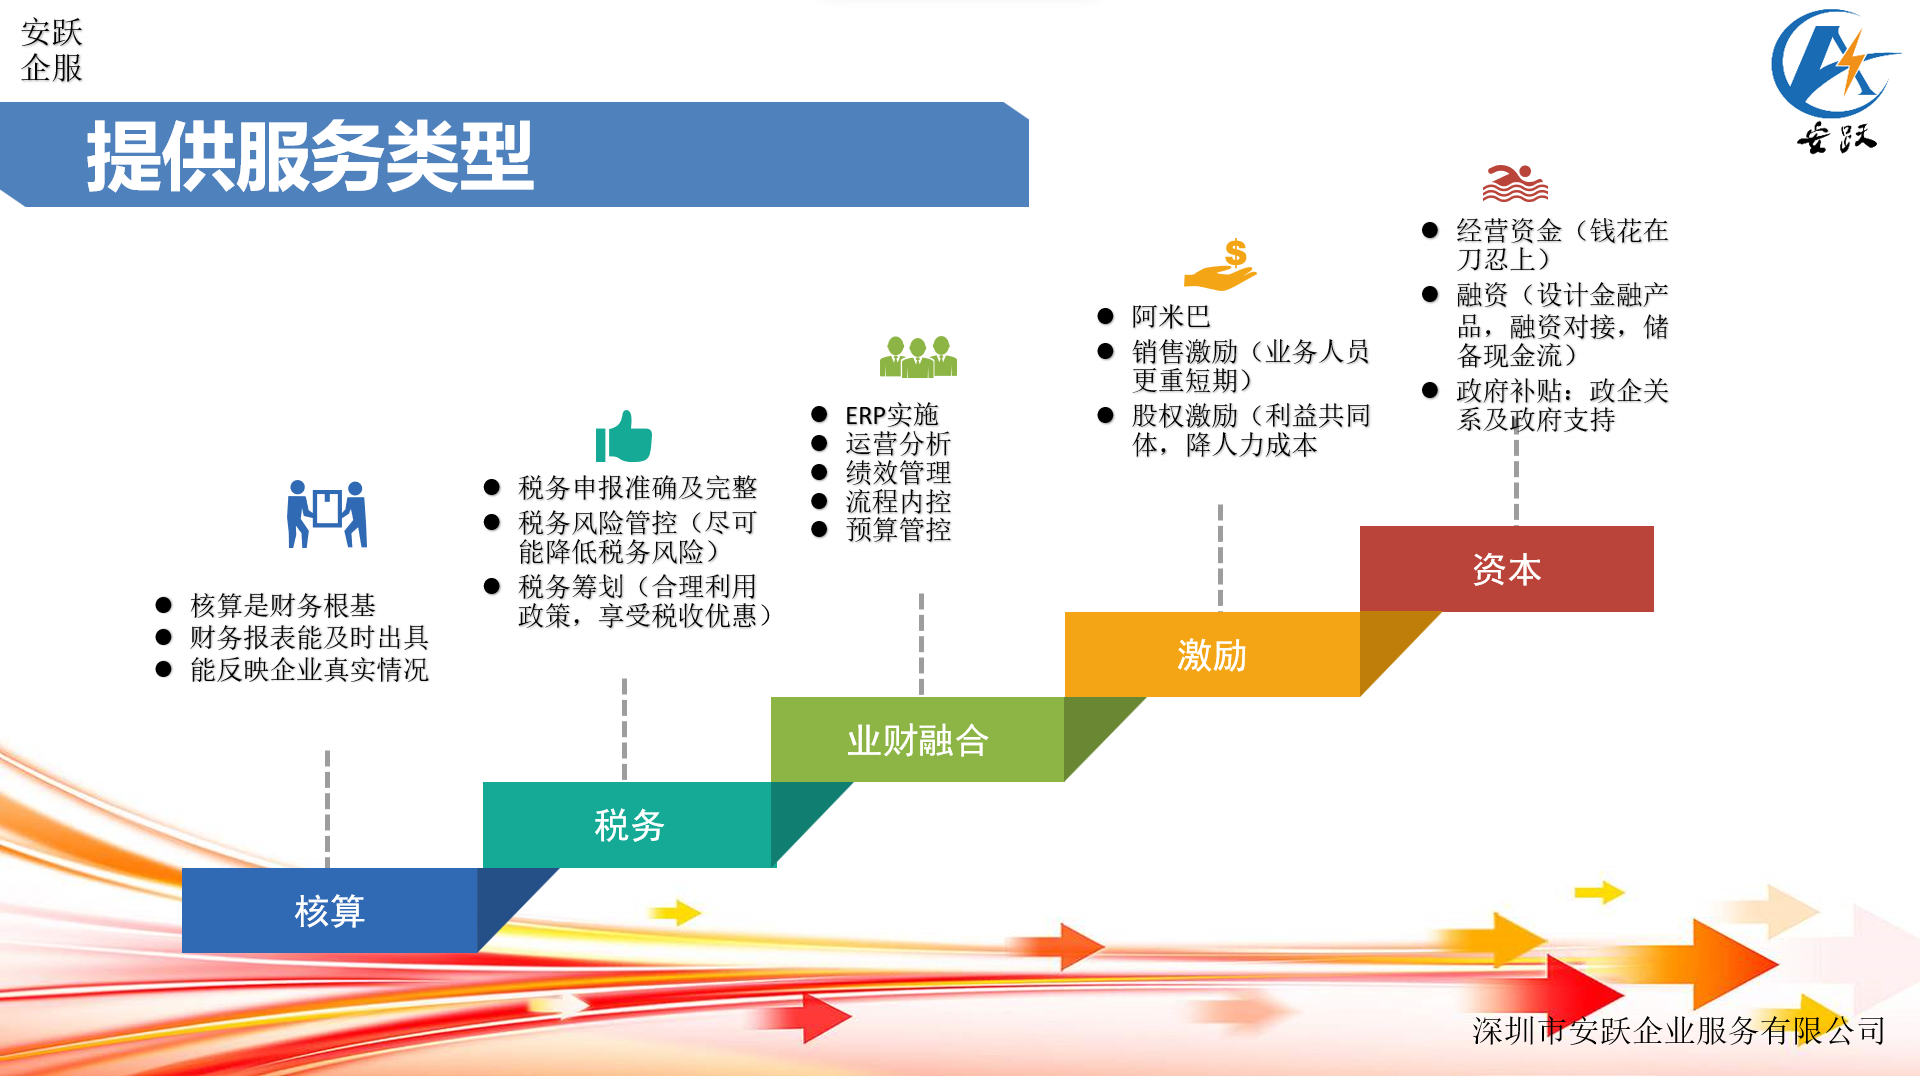 安跃
企服
提供服务类型
安跃
核算是财务根基
财务报表能及时出具
能反映企业真实情况
核算
税务申报准确及完整
税务风险管控（尽可
能降低税务风险）
税务筹划（合理利用
政策，享受税收优惠）
税务
ERP实施
运营分析
绩效管理
流程内控
预算管控
业财融合
阿米巴
销售激励（业务人员
更重短期）
股权激励（利益共同
体，降人力成本
激励
$
经营资金（钱花在
刀忍上）
融资（设计金融产
品，融资对接，储
备现金流）
政府补贴：政企关
系及政府支持
资本
深圳市安跃企业服务有限公司